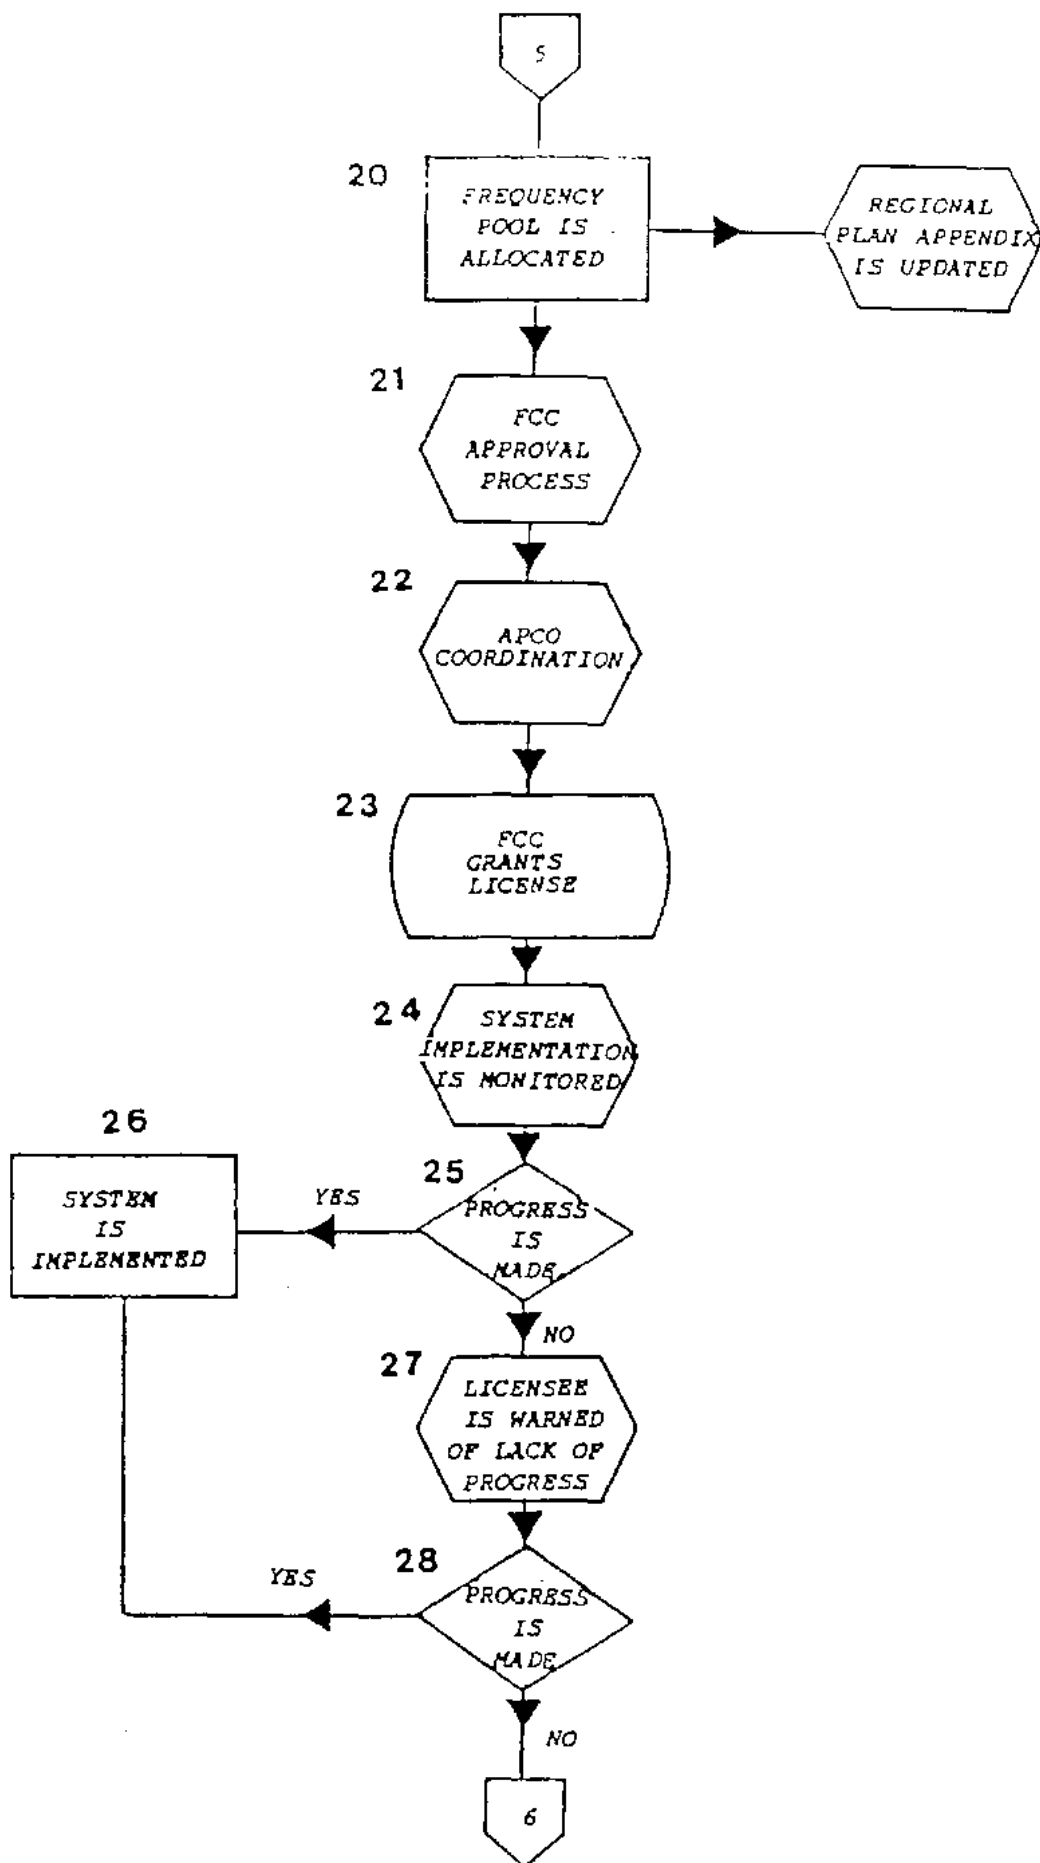 5
20
FREQUENCY
POOL IS
ALLOCATED
REGIONAL
PLAN APPENDIX
IS UPDATED
21
FCC
APPROVAL
PROCESS
22
APCO
COORDINATION
23
FCC
GRANTS
LICENSE
24
SYSTEM
IMPLEMENTATION
IS MONITORED
26
SYSTEM
IS
IMPLEMENTED
YES
25
PROGRESS
IS
MADE
NO
27
LICENSEE
IS WARNED
OF LACK OF
PROGRESS
YES
28
PROGRESS
IS
MADE
NO
6